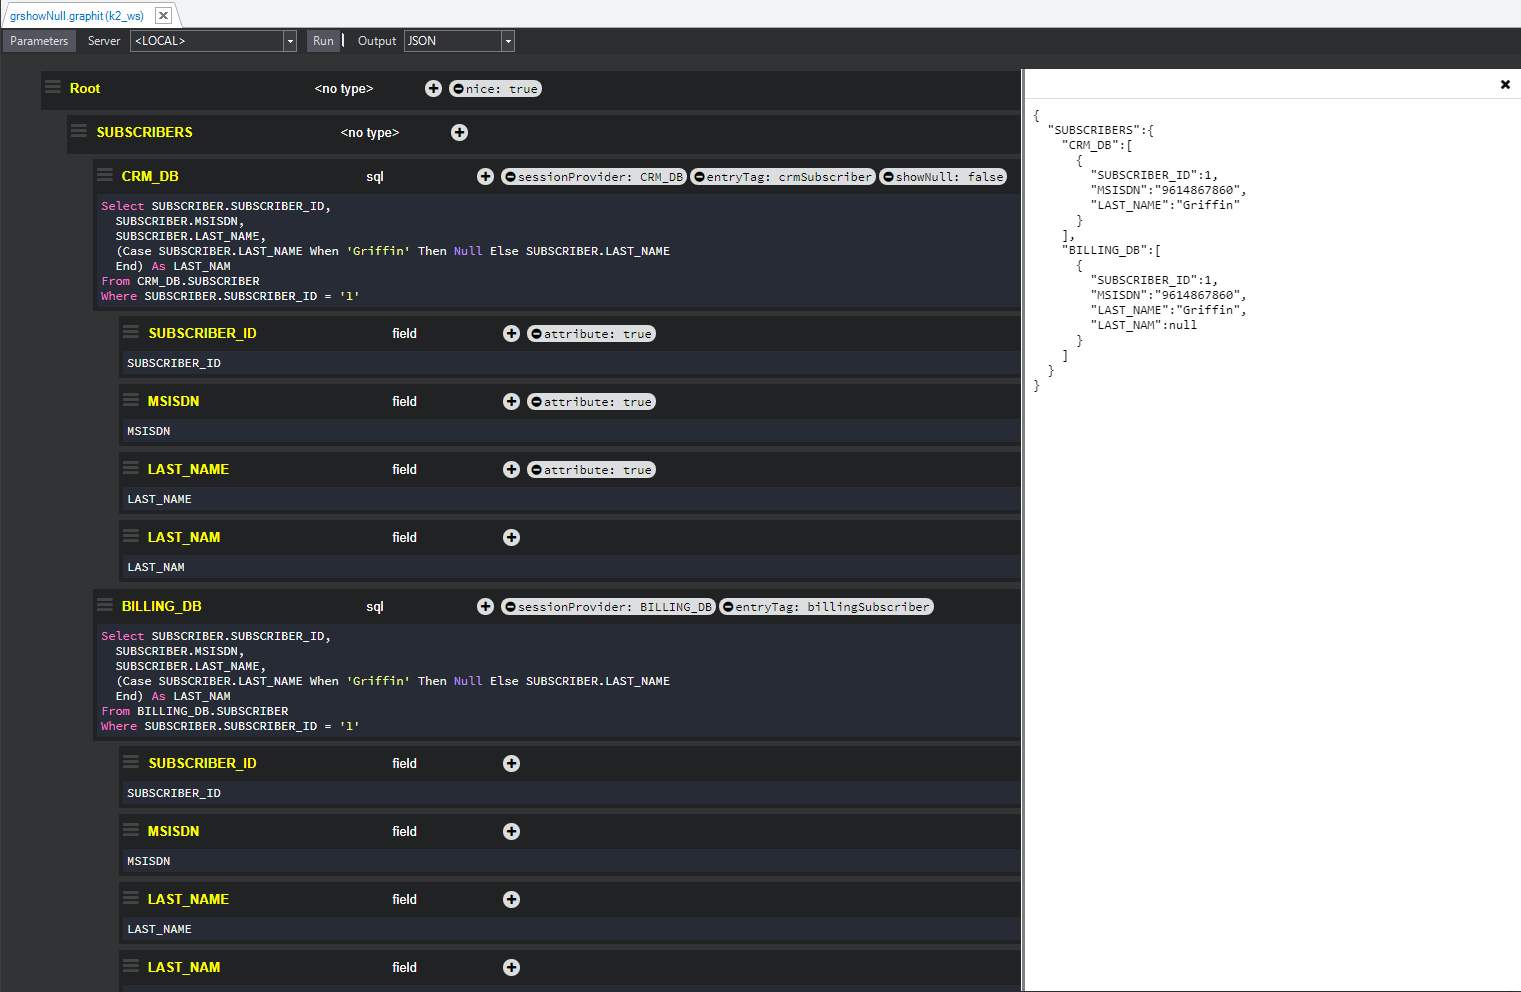 grshowNull.graphit (k2_ws)
Parameters Server <LOCAL> Run Output JSON
Root <no type> nice: true
SUBSCRIBERS <no type>
CRM_DB sql sessionProvider: CRM_DB entryTag: crmSubscriber showNull: false
Select SUBSCRIBER.SUBSCRIBER_ID,
SUBSCRIBER.MSISDN,
SUBSCRIBER.LAST_NAME,
(Case SUBSCRIBER.LAST_NAME When 'Griffin' Then Null Else SUBSCRIBER.LAST_NAME
End) As LAST_NAM
From CRM_DB.SUBSCRIBER
Where SUBSCRIBER.SUBSCRIBER_ID = '1'
SUBSCRIBER_ID field attribute: true
SUBSCRIBER_ID
MSISDN field attribute: true
MSISDN
LAST_NAME field attribute: true
LAST_NAME
LAST_NAM field
LAST_NAM
BILLING_DB sql sessionProvider: BILLING_DB entryTag: billingSubscriber
Select SUBSCRIBER.SUBSCRIBER_ID,
SUBSCRIBER.MSISDN,
SUBSCRIBER.LAST_NAME,
(Case SUBSCRIBER.LAST_NAME When 'Griffin' Then Null Else SUBSCRIBER.LAST_NAME
End) As LAST_NAM
From BILLING_DB.SUBSCRIBER
Where SUBSCRIBER.SUBSCRIBER_ID = '1'
SUBSCRIBER_ID field
SUBSCRIBER_ID
MSISDN field
MSISDN
LAST_NAME field
LAST_NAME
LAST_NAM field
{
"SUBSCRIBERS":{
"CRM_DB":[
{
"SUBSCRIBER_ID":1,
"MSISDN":"9614867860",
"LAST_NAME":"Griffin"
}
],
"BILLING_DB":[
{
"SUBSCRIBER_ID":1,
"MSISDN":"9614867860",
"LAST_NAME":"Griffin",
"LAST_NAM":null
}
]
}
}